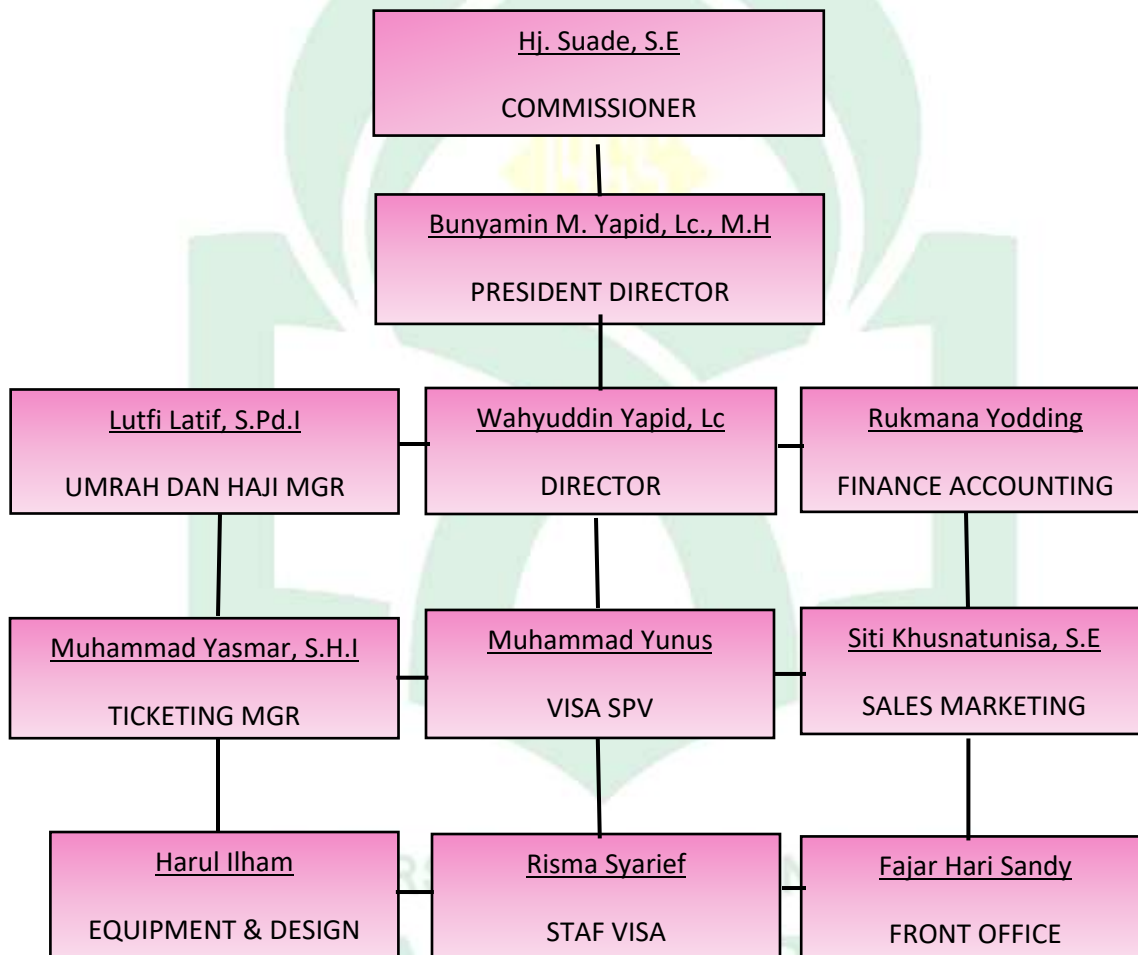 Hj. Suade, S.E
COMMISSIONER
Bunyamin M. Yapid, Lc., M.H
PRESIDENT DIRECTOR
Lutfi Latif, S.Pd.I
UMRAH DAN HAJI MGR
Wahyuddin Yapid, Lc
DIRECTOR
Rukmana Yodding
FINANCE ACCOUNTING
Muhammad Yasmar, S.H.I
TICKETING MGR
Muhammad Yunus
VISA SPV
Siti Khusnatunisa, S.E
SALES MARKETING
Harul Ilham
EQUIPMENT & DESIGN
Risma Syarief
STAF VISA
Fajar Hari Sandy
FRONT OFFICE